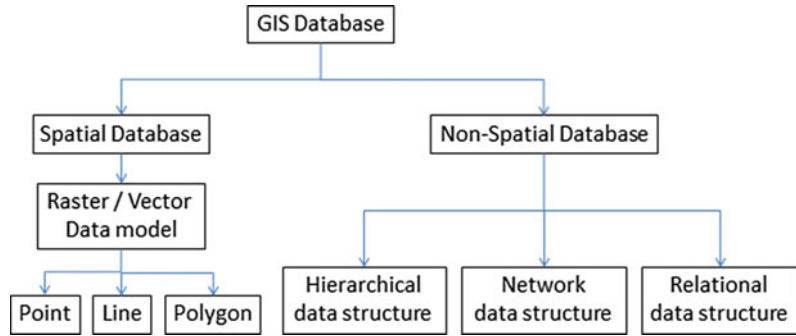 GIS Database
Spatial Database
Non-Spatial Database
Raster / Vector
Data model
Point
Line
Polygon
Hierarchical
data structure
Network
data structure
Relational
data structure